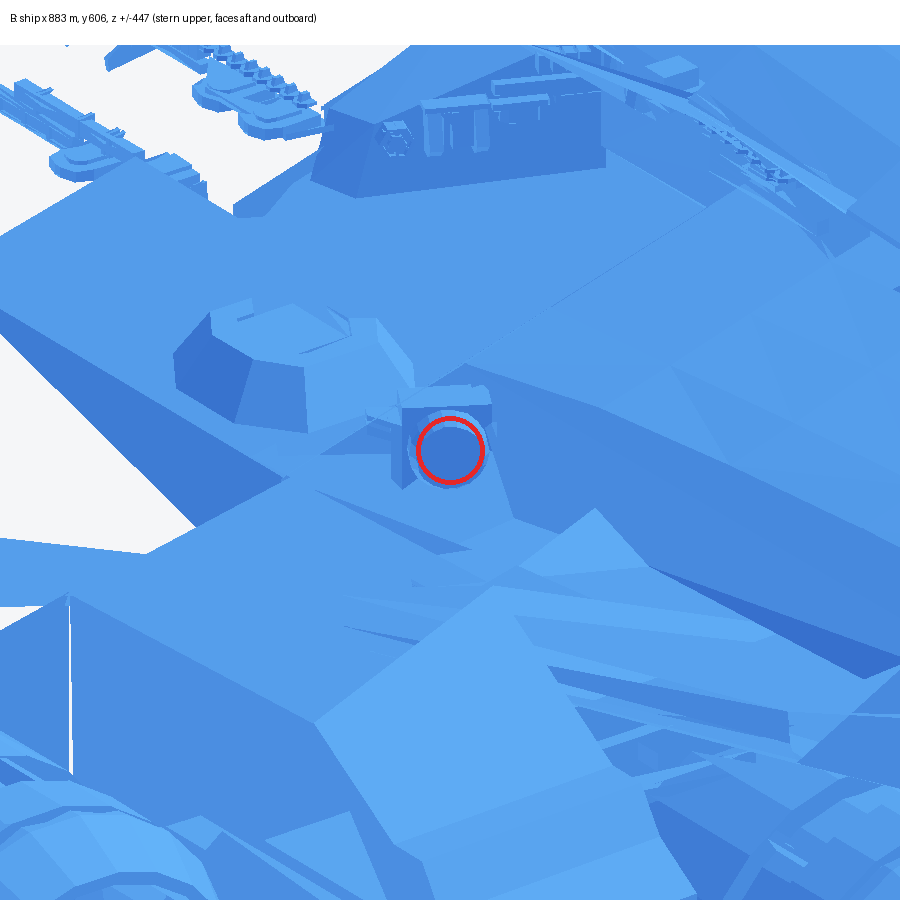 B: ship x 883 m, y 606, z +/-447 (stern upper, faces aft and outboard)